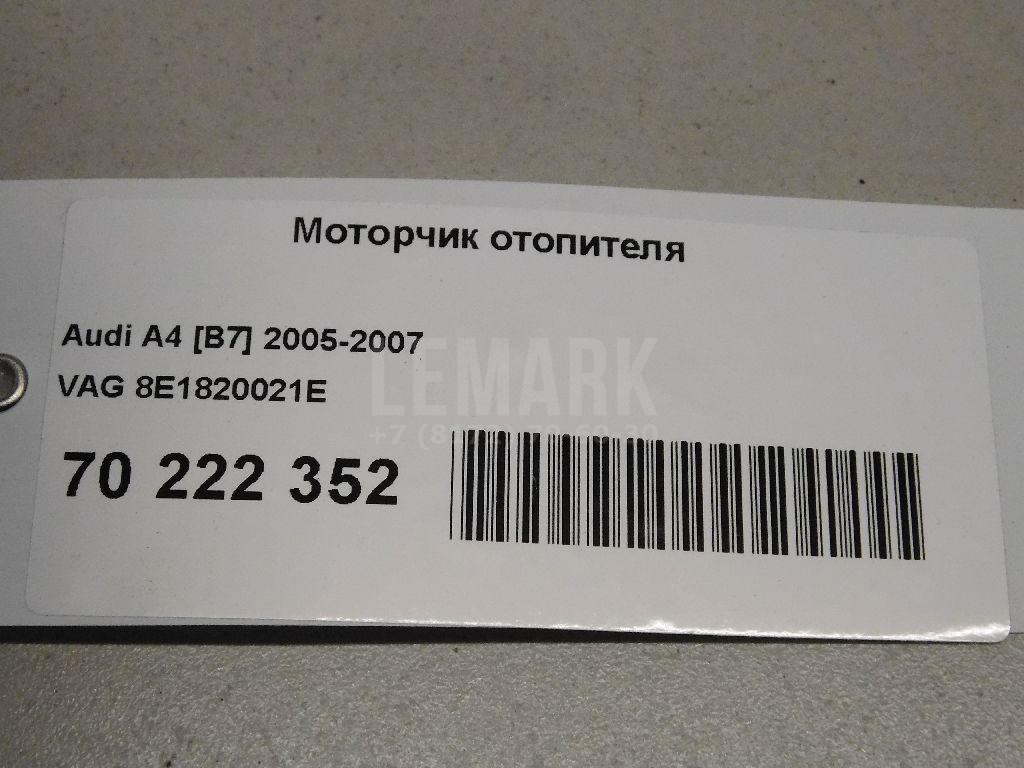 Моторчик отопителя
Audi A4 [B7] 2005-2007
VAG 8E1820021E
LEMARK
70 222 352